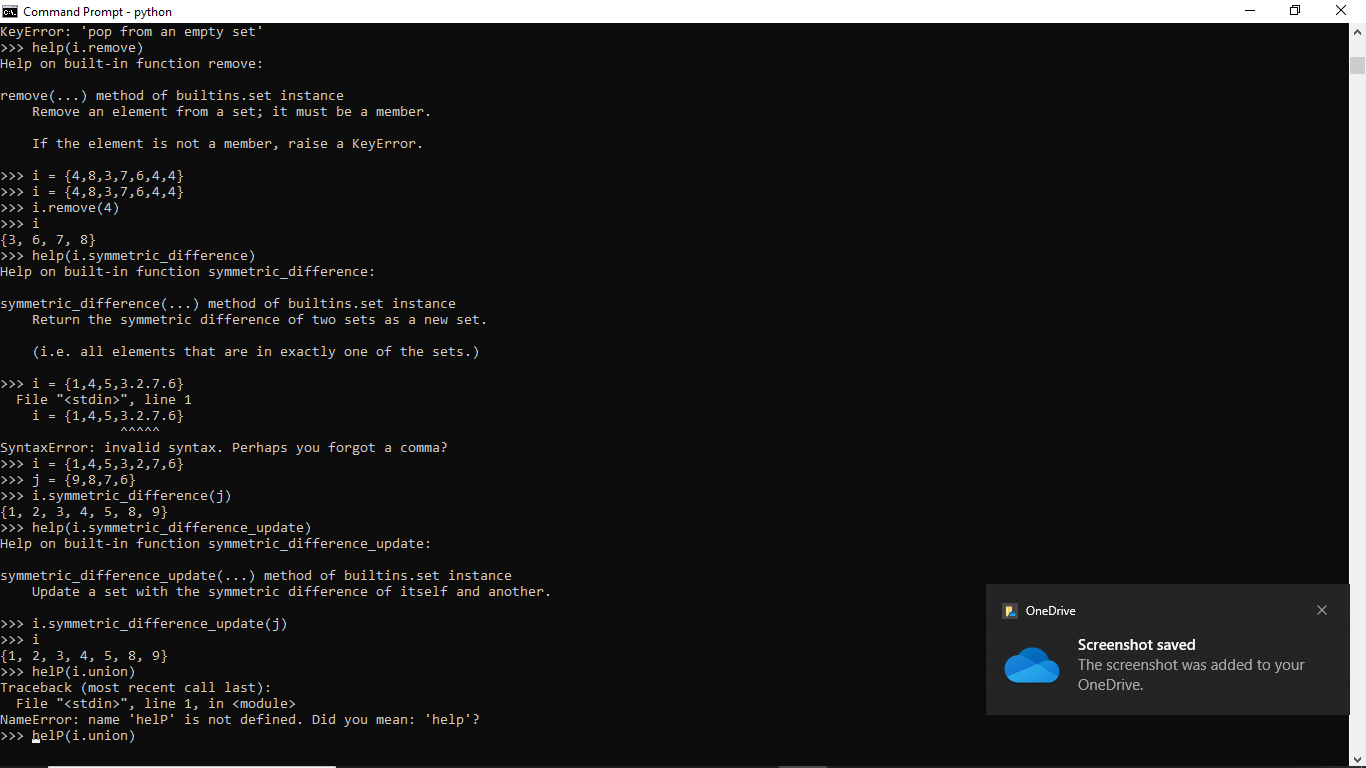 Command Prompt - python
KeyError: 'pop from an empty set'
>>> help(i.remove)
Help on built-in function remove:

remove(...) method of builtins.set instance
    Remove an element from a set; it must be a member.

    If the element is not a member, raise a KeyError.

>>> i = {4,8,3,7,6,4,4}
>>> i = {4,8,3,7,6,4,4}
>>> i.remove(4)
>>> i
{3, 6, 7, 8}
>>> help(i.symmetric_difference)
Help on built-in function symmetric_difference:

symmetric_difference(...) method of builtins.set instance
    Return the symmetric difference of two sets as a new set.

    (i.e. all elements that are in exactly one of the sets.)

>>> i = {1,4,5,3.2.7.6}
  File "<stdin>", line 1
    i = {1,4,5,3.2.7.6}
               ^^^^^
SyntaxError: invalid syntax. Perhaps you forgot a comma?
>>> i = {1,4,5,3,2,7,6}
>>> j = {9,8,7,6}
>>> i.symmetric_difference(j)
{1, 2, 3, 4, 5, 8, 9}
>>> help(i.symmetric_difference_update)
Help on built-in function symmetric_difference_update:

symmetric_difference_update(...) method of builtins.set instance
    Update a set with the symmetric difference of itself and another.

>>> i.symmetric_difference_update(j)
>>> i
{1, 2, 3, 4, 5, 8, 9}
>>> helP(i.union)
Traceback (most recent call last):
  File "<stdin>", line 1, in <module>
NameError: name 'helP' is not defined. Did you mean: 'help'?
>>> helP(i.union)
OneDrive
Screenshot saved
The screenshot was added to your
OneDrive.